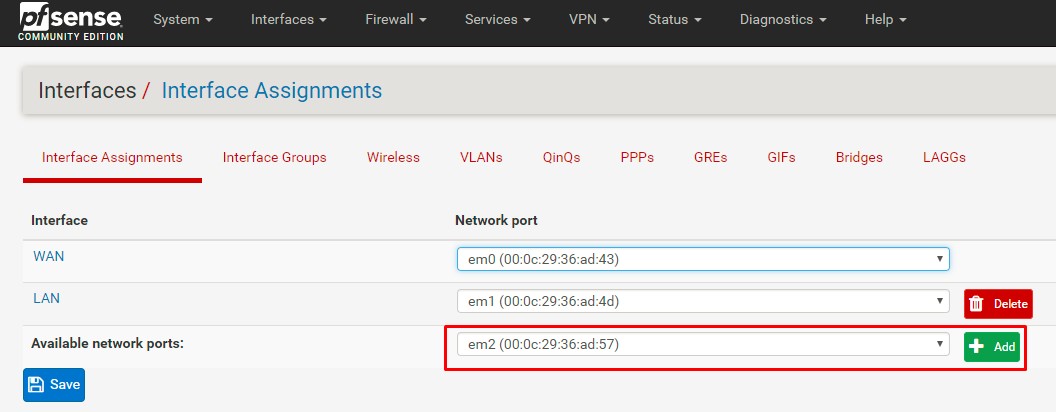 pfsense
COMMUNITY EDITION
System Interfaces Firewall Services VPN Status Diagnostics Help
Interfaces / Interface Assignments
Interface Assignments Interface Groups Wireless VLANs QinQs PPPs GREs GIFs Bridges LAGGs
Interface Network port
WAN em0 (00:0c:29:36:ad:43)
LAN em1 (00:0c:29:36:ad:4d) Delete
Available network ports: em2 (00:0c:29:36:ad:57) Add
Save